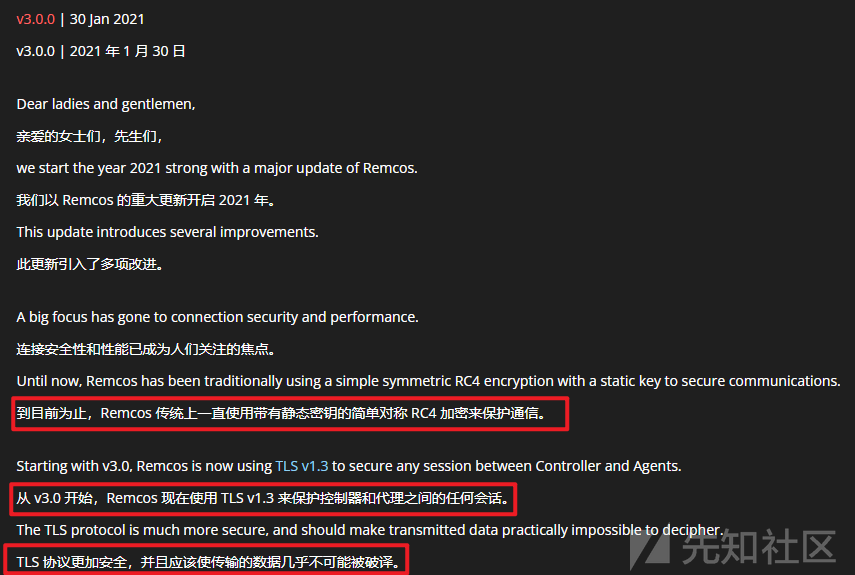 v3.0.0 | 30 Jan 2021
v3.0.0 | 2021 年 1 月 30 日
Dear ladies and gentlemen,
亲爱的女士们，先生们，
we start the year 2021 strong with a major update of Remcos.
我们以 Remcos 的重大更新开启 2021 年。
This update introduces several improvements.
此更新引入了多项改进。
A big focus has gone to connection security and performance.
连接安全性和性能已成为人们关注的焦点。
Until now, Remcos has been traditionally using a simple symmetric RC4 encryption with a static key to secure communications.
到目前为止，Remcos 传统上一直使用带有静态密钥的简单对称 RC4 加密来保护通信。
Starting with v3.0, Remcos is now using TLS v1.3 to secure any session between Controller and Agents.
从 v3.0 开始，Remcos 现在使用 TLS v1.3 来保护控制器和代理之间的任何会话。
The TLS protocol is much more secure, and should make transmitted data practically impossible to decipher.
TLS 协议更加安全，并且应该使传输的数据几乎不可能被破译。
先知社区